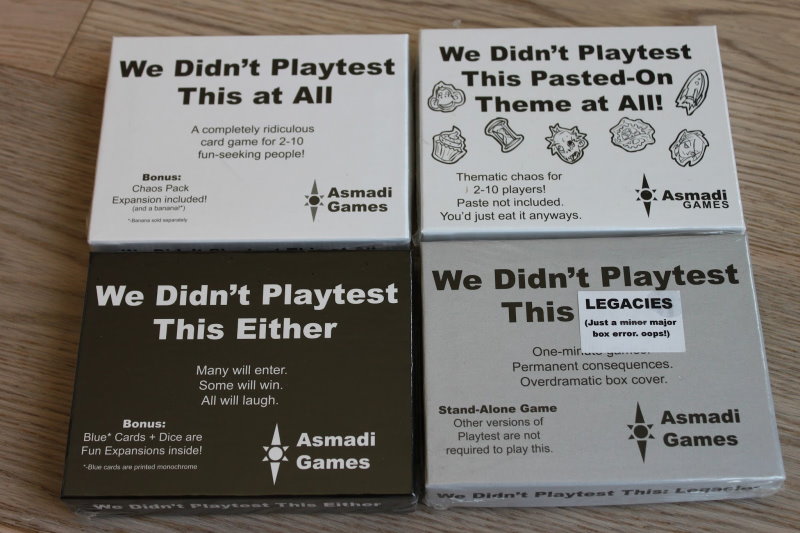 We Didn't Playtest
This at All
A completely ridiculous
card game for 2-10
fun-seeking people!
Bonus:
Chaos Pack
Expansion included!
(and a banana!*)
*-Banana sold separately
Asmadi
Games
We Didn't Playtest
This Pasted-On
Theme at All!
Thematic chaos for
2-10 players!
Paste not included.
You'd just eat it anyways.
Asmadi
GAMES
We Didn't Playtest
This Either
Many will enter.
Some will win.
All will laugh.
Bonus:
Blue* Cards + Dice are
Fun Expansions inside!
*-Blue cards are printed monochrome
Asmadi
Games
We Didn't Playtest This Either
We Didn't Playtest
This
LEGACIES
(Just a minor major
box error. oops!)
One-minute games.
Permanent consequences.
Overdramatic box cover.
Stand-Alone Game
Other versions of
Playtest are not
required to play this.
Asmadi
Games
We Didn't Playtest This: Legacies